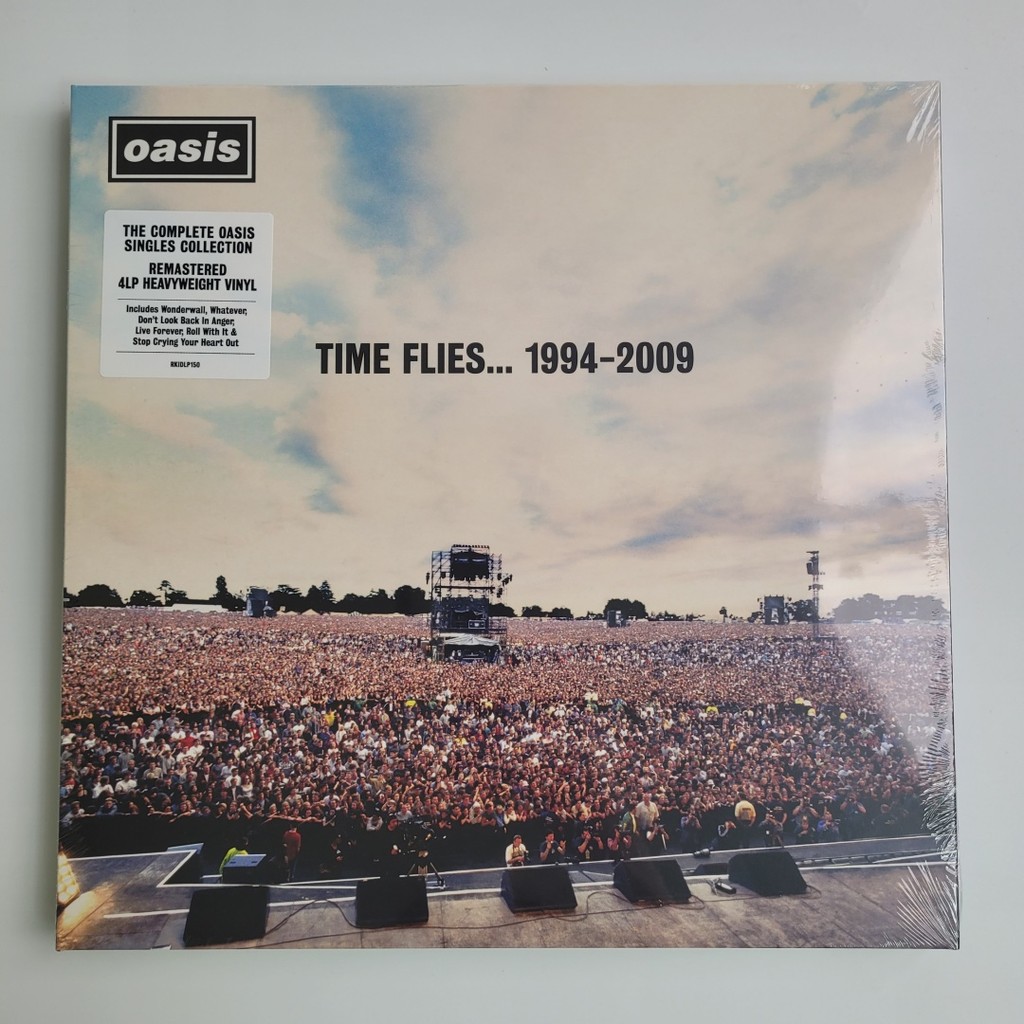 oasis
THE COMPLETE OASIS
SINGLES COLLECTION
REMASTERED
4LP HEAVYWEIGHT VINYL
Includes Wonderwall, Whatever,
Don't Look Back In Anger,
Live Forever, Roll With It &
Stop Crying Your Heart Out
RKIDLP150
TIME FLIES... 1994–2009